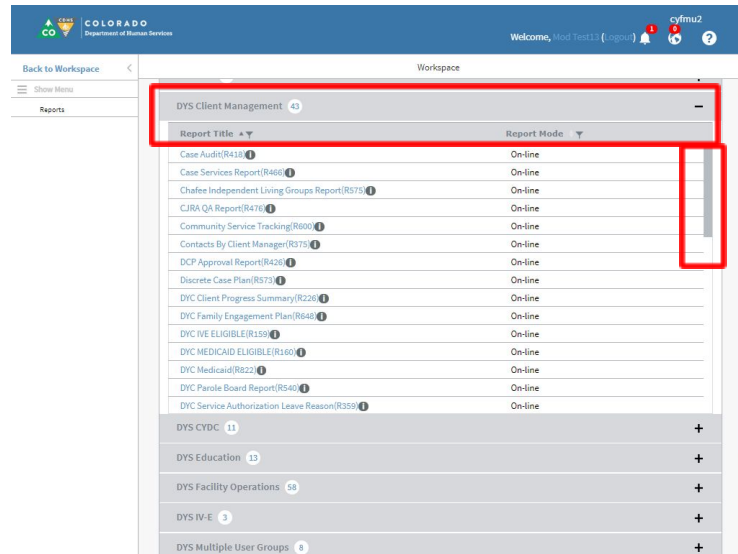 cyfmu2
CDHS
CO
COLORADO
Department of Human Services
Welcome, Mod Test13 (Logout) 1 8 ?
Back to Workspace <
Workspace
Show Menu
Reports
DYS Client Management 43 −
Report Title Report Mode
Case Audit(R418) On-line
Case Services Report(R466) On-line
Chafee Independent Living Groups Report(R575) On-line
CJRA QA Report(R476) On-line
Community Service Tracking(R600) On-line
Contacts By Client Manager(R375) On-line
DCP Approval Report(R426) On-line
Discrete Case Plan(R573) On-line
DYC Client Progress Summary(R226) On-line
DYC Family Engagement Plan(R648) On-line
DYC IVE ELIGIBLE(R159) On-line
DYC MEDICAID ELIGIBLE(R160) On-line
DYC Medicaid(R822) On-line
DYC Parole Board Report(R540) On-line
DYC Service Authorization Leave Reason(R359) On-line
DYS CYDC 11 +
DYS Education 13 +
DYS Facility Operations 58 +
DYS IV-E 3 +
DYS Multiple User Groups 8 +